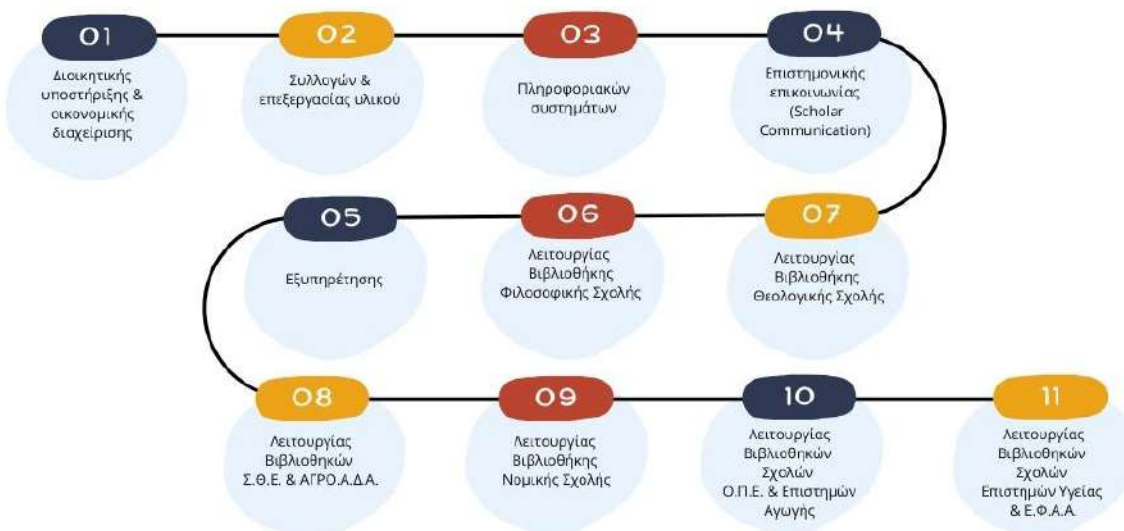 01
Διοικητικής
υποστήριξης &
οικονομικής
διαχείρισης
02
Συλλογών &
επεξεργασίας υλικού
03
Πληροφοριακών
συστημάτων
04
Επιστημονικής
επικοινωνίας
(Scholar
Communication)
05
Εξυπηρέτησης
06
Λειτουργίας
Βιβλιοθήκης
Φιλοσοφικής Σχολής
07
Λειτουργίας
Βιβλιοθήκης
Θεολογικής Σχολής
08
Λειτουργίας
Βιβλιοθηκών
Σ.Θ.Ε. & ΑΓΡΟ.Α.Δ.Α.
09
Λειτουργίας
Βιβλιοθήκης
Νομικής Σχολής
10
Λειτουργίας
Βιβλιοθηκών
Σχολών
Ο.Π.Ε. & Επιστημών
Αγωγής
11
Λειτουργίας
Βιβλιοθηκών
Σχολών
Επιστημών Υγείας
& Ε.Φ.Α.Α.